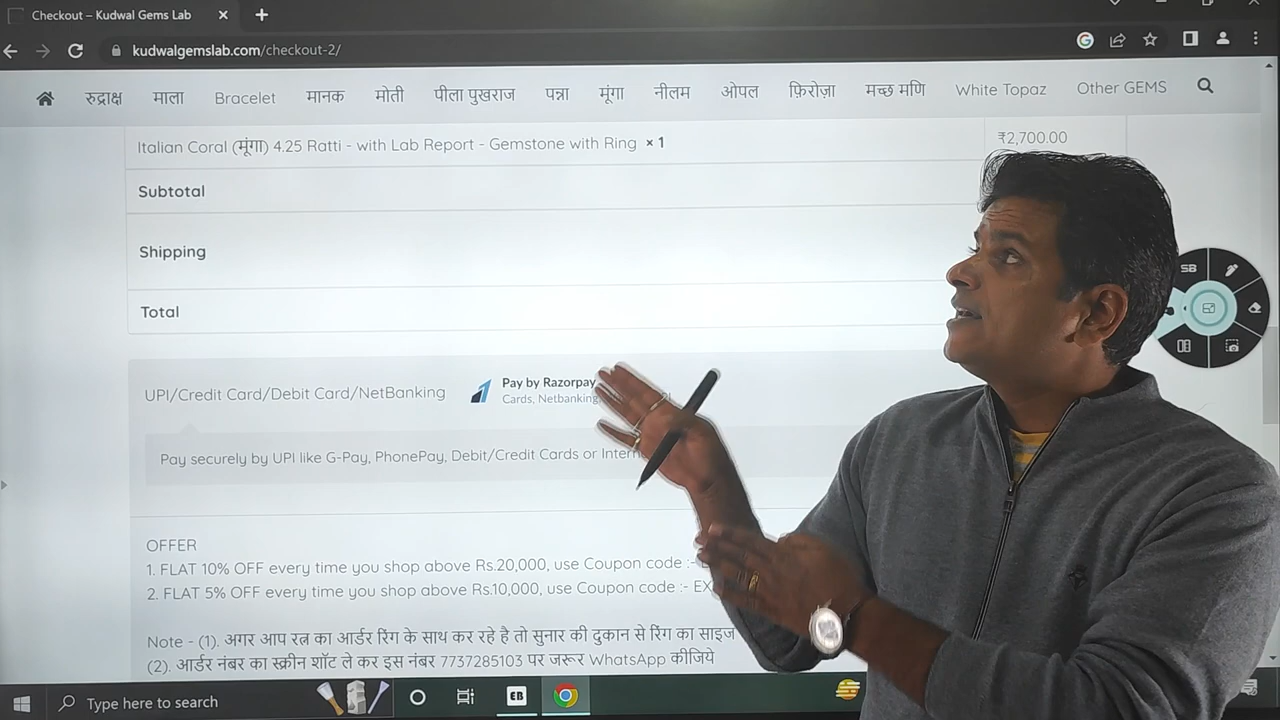 Checkout – Kudwal Gems Lab
kudwalgemslab.com/checkout-2/
रुद्राक्ष माला Bracelet मानक मोती पीला पुखराज पन्ना मूंगा नीलम ओपल फ़िरोज़ा मच्छ मणि White Topaz Other GEMS
Italian Coral (मूंगा) 4.25 Ratti - with Lab Report - Gemstone with Ring × 1 ₹2,700.00
Subtotal
Shipping
SB
Total
UPI/Credit Card/Debit Card/NetBanking
Pay by Razorpay
Cards, Netbanking,
Pay securely by UPI like G-Pay, PhonePay, Debit/Credit Cards or
OFFER
1. FLAT 10% OFF every time you shop above Rs.20,000, use Coupon code :-
2. FLAT 5% OFF every time you shop above Rs.10,000, use Coupon code :-
Note - (1). अगर आप रत्न का आर्डर रिंग के साथ कर रहे है तो सुनार की दुकान से रिंग का साइज
(2). आर्डर नंबर का स्क्रीन शॉट ले कर इस नंबर 7737285103 पर जरूर WhatsApp कीजिये
Type here to search
EB